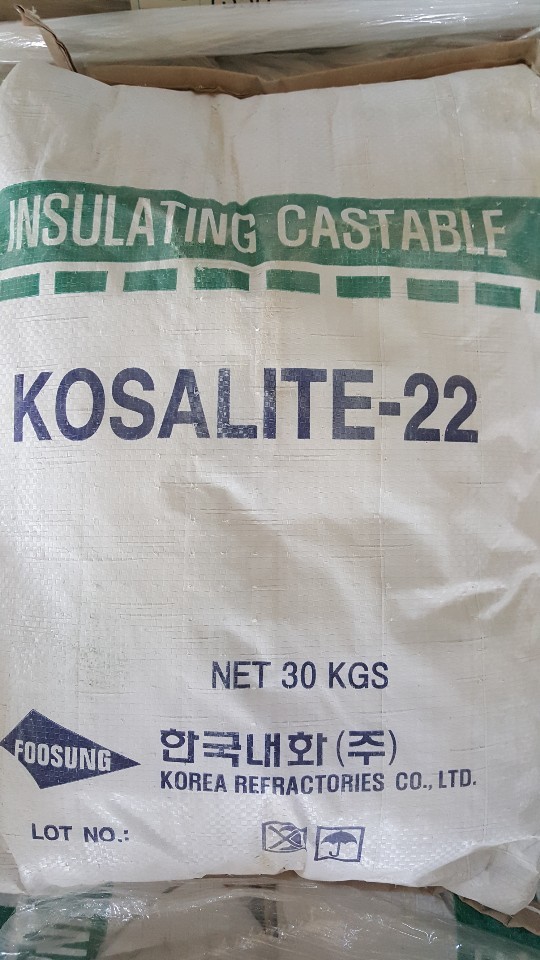 INSULATING CASTABLE
KOSALITE-22
NET 30 KGS
FOOSUNG
한국내화(주)
KOREA REFRACTORIES CO., LTD.
LOT NO.: